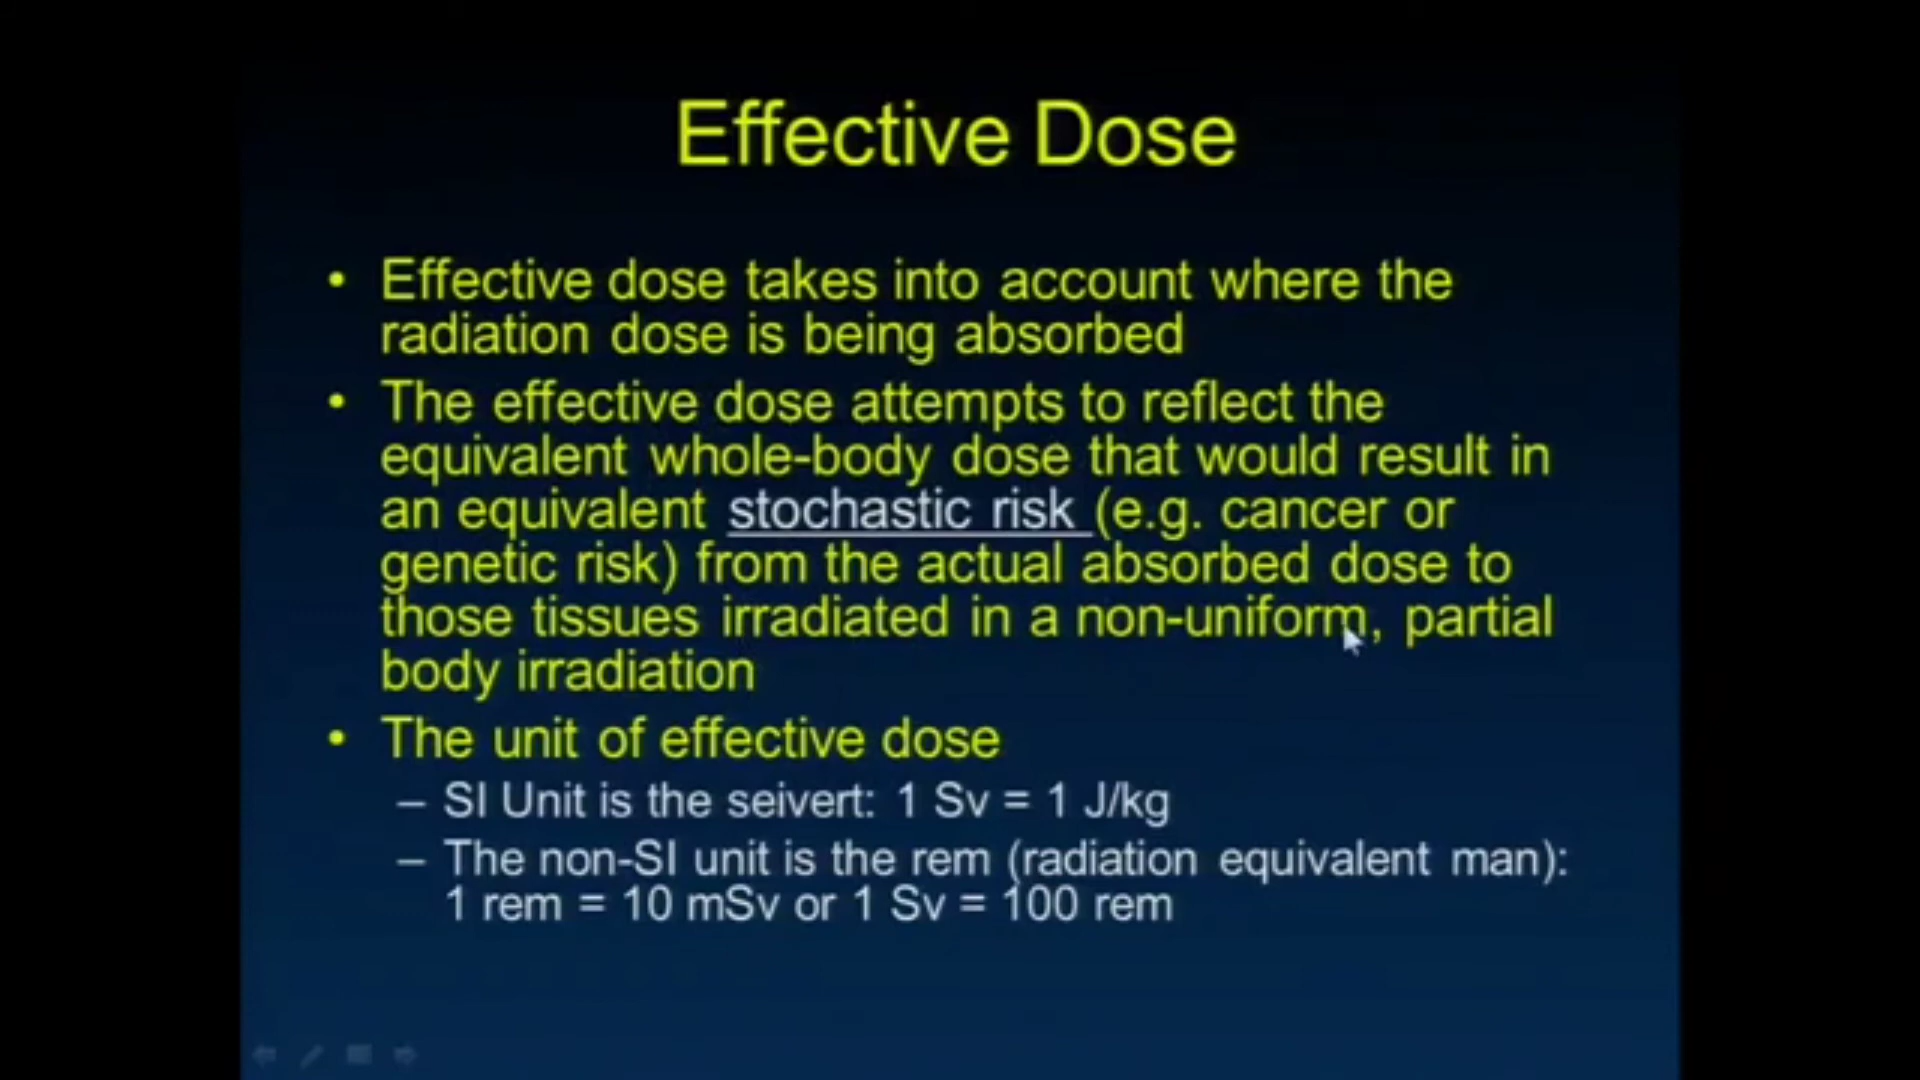 Effective Dose
• Effective dose takes into account where the
radiation dose is being absorbed
• The effective dose attempts to reflect the
equivalent whole-body dose that would result in
an equivalent stochastic risk (e.g. cancer or
genetic risk) from the actual absorbed dose to
those tissues irradiated in a non-uniform, partial
body irradiation
• The unit of effective dose
– SI Unit is the seivert: 1 Sv = 1 J/kg
– The non-SI unit is the rem (radiation equivalent man):
1 rem = 10 mSv or 1 Sv = 100 rem